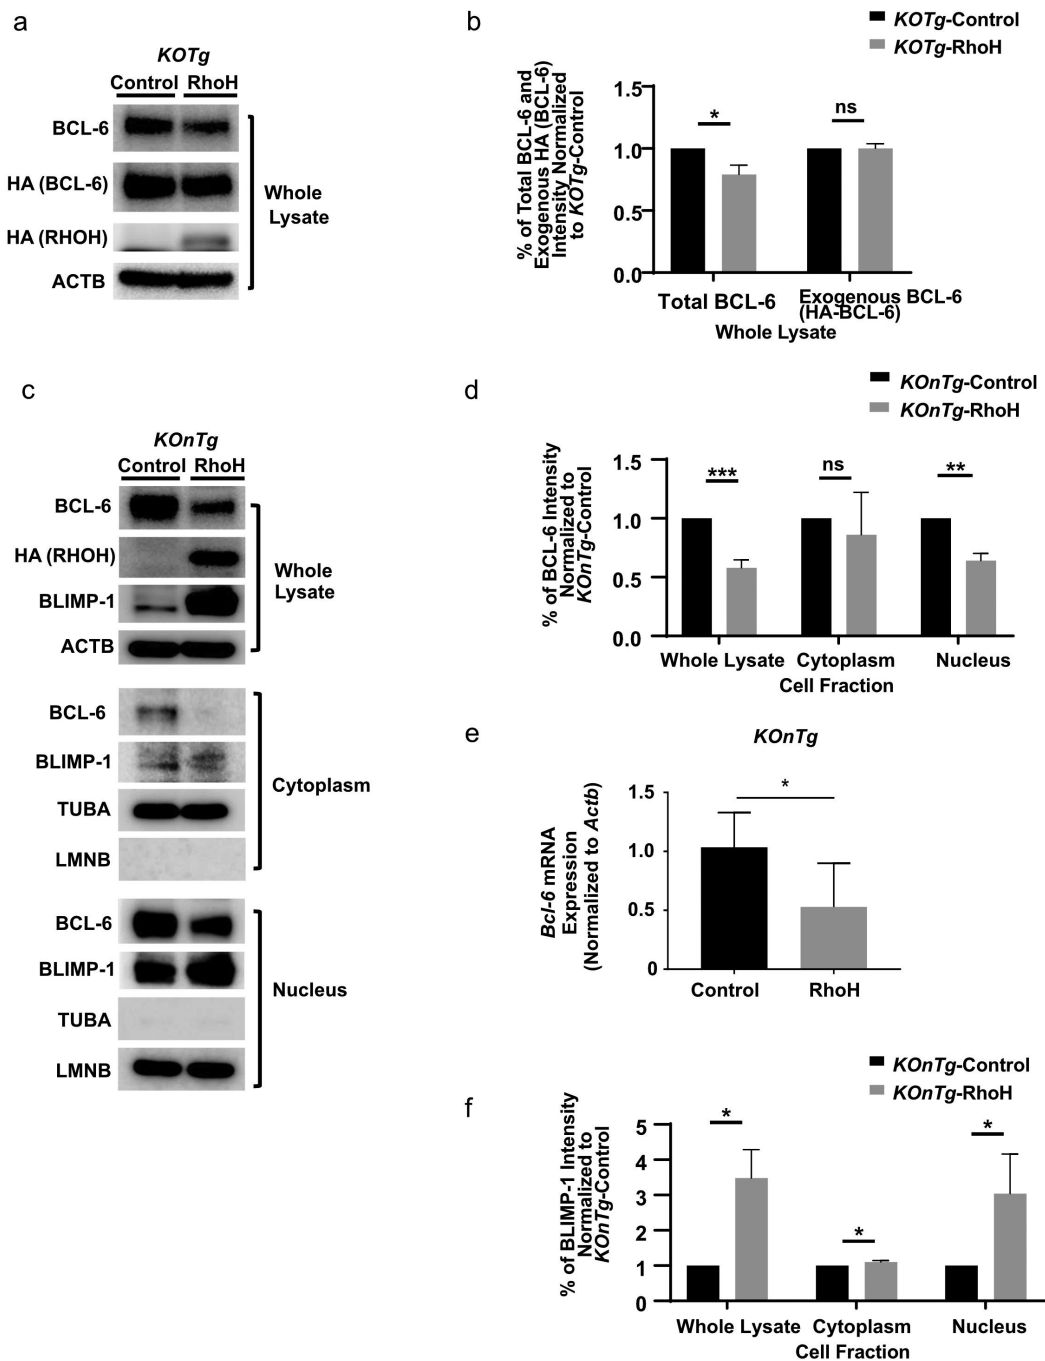 a
KOTg
Control RhoH
BCL-6
HA (BCL-6)
HA (RHOH)
ACTB
Whole
Lysate
b
KOTg-Control
KOTg-RhoH
% of Total BCL-6 and
Exogenous HA (BCL-6)
Intensity Normalized
to KOTg-Control
1.5
1.0
0.5
0.0
*
ns
Total BCL-6
Exogenous BCL-6
(HA-BCL-6)
Whole Lysate
c
KOnTg
Control RhoH
BCL-6
HA (RHOH)
BLIMP-1
ACTB
Whole
Lysate
BCL-6
BLIMP-1
TUBA
LMNB
Cytoplasm
BCL-6
BLIMP-1
TUBA
LMNB
Nucleus
d
KOnTg-Control
KOnTg-RhoH
% of BCL-6 Intensity
Normalized to
KOnTg-Control
1.5
1.0
0.5
0.0
***
ns
**
Whole Lysate Cytoplasm Nucleus
Cell Fraction
e
KOnTg
Bcl-6 mRNA
Expression
(Normalized to Actb)
1.5
1.0
0.5
0
*
Control RhoH
f
KOnTg-Control
KOnTg-RhoH
% of BLIMP-1 Intensity
Normalized to
KOnTg-Control
5
4
3
2
1
0
*
*
*
Whole Lysate Cytoplasm Nucleus
Cell Fraction